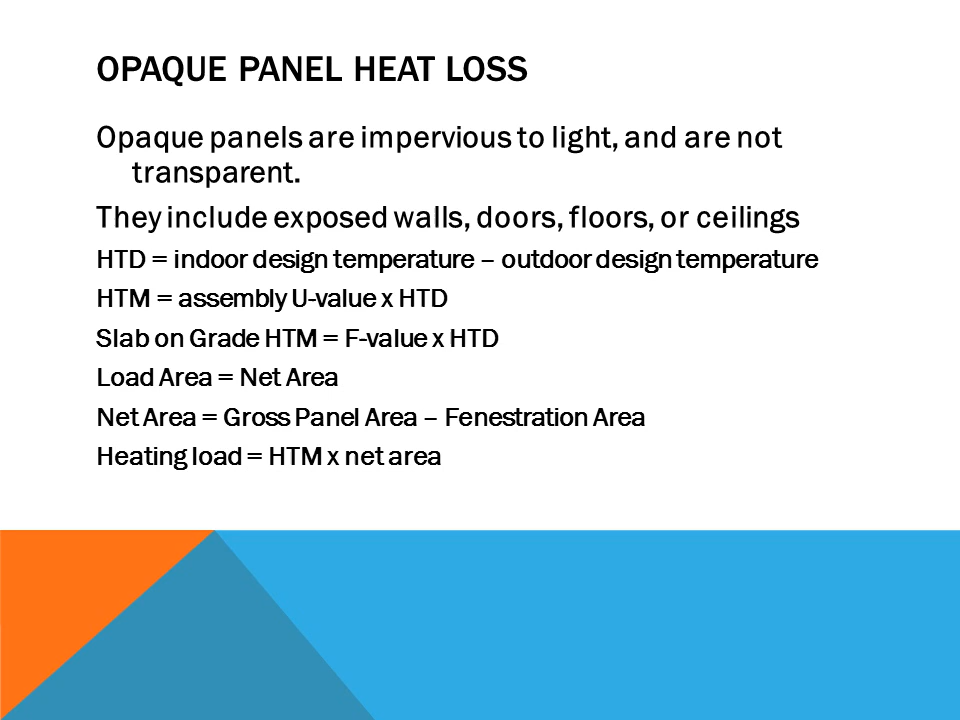 OPAQUE PANEL HEAT LOSS
Opaque panels are impervious to light, and are not
transparent.
They include exposed walls, doors, floors, or ceilings
HTD = indoor design temperature – outdoor design temperature
HTM = assembly U-value x HTD
Slab on Grade HTM = F-value x HTD
Load Area = Net Area
Net Area = Gross Panel Area – Fenestration Area
Heating load = HTM x net area